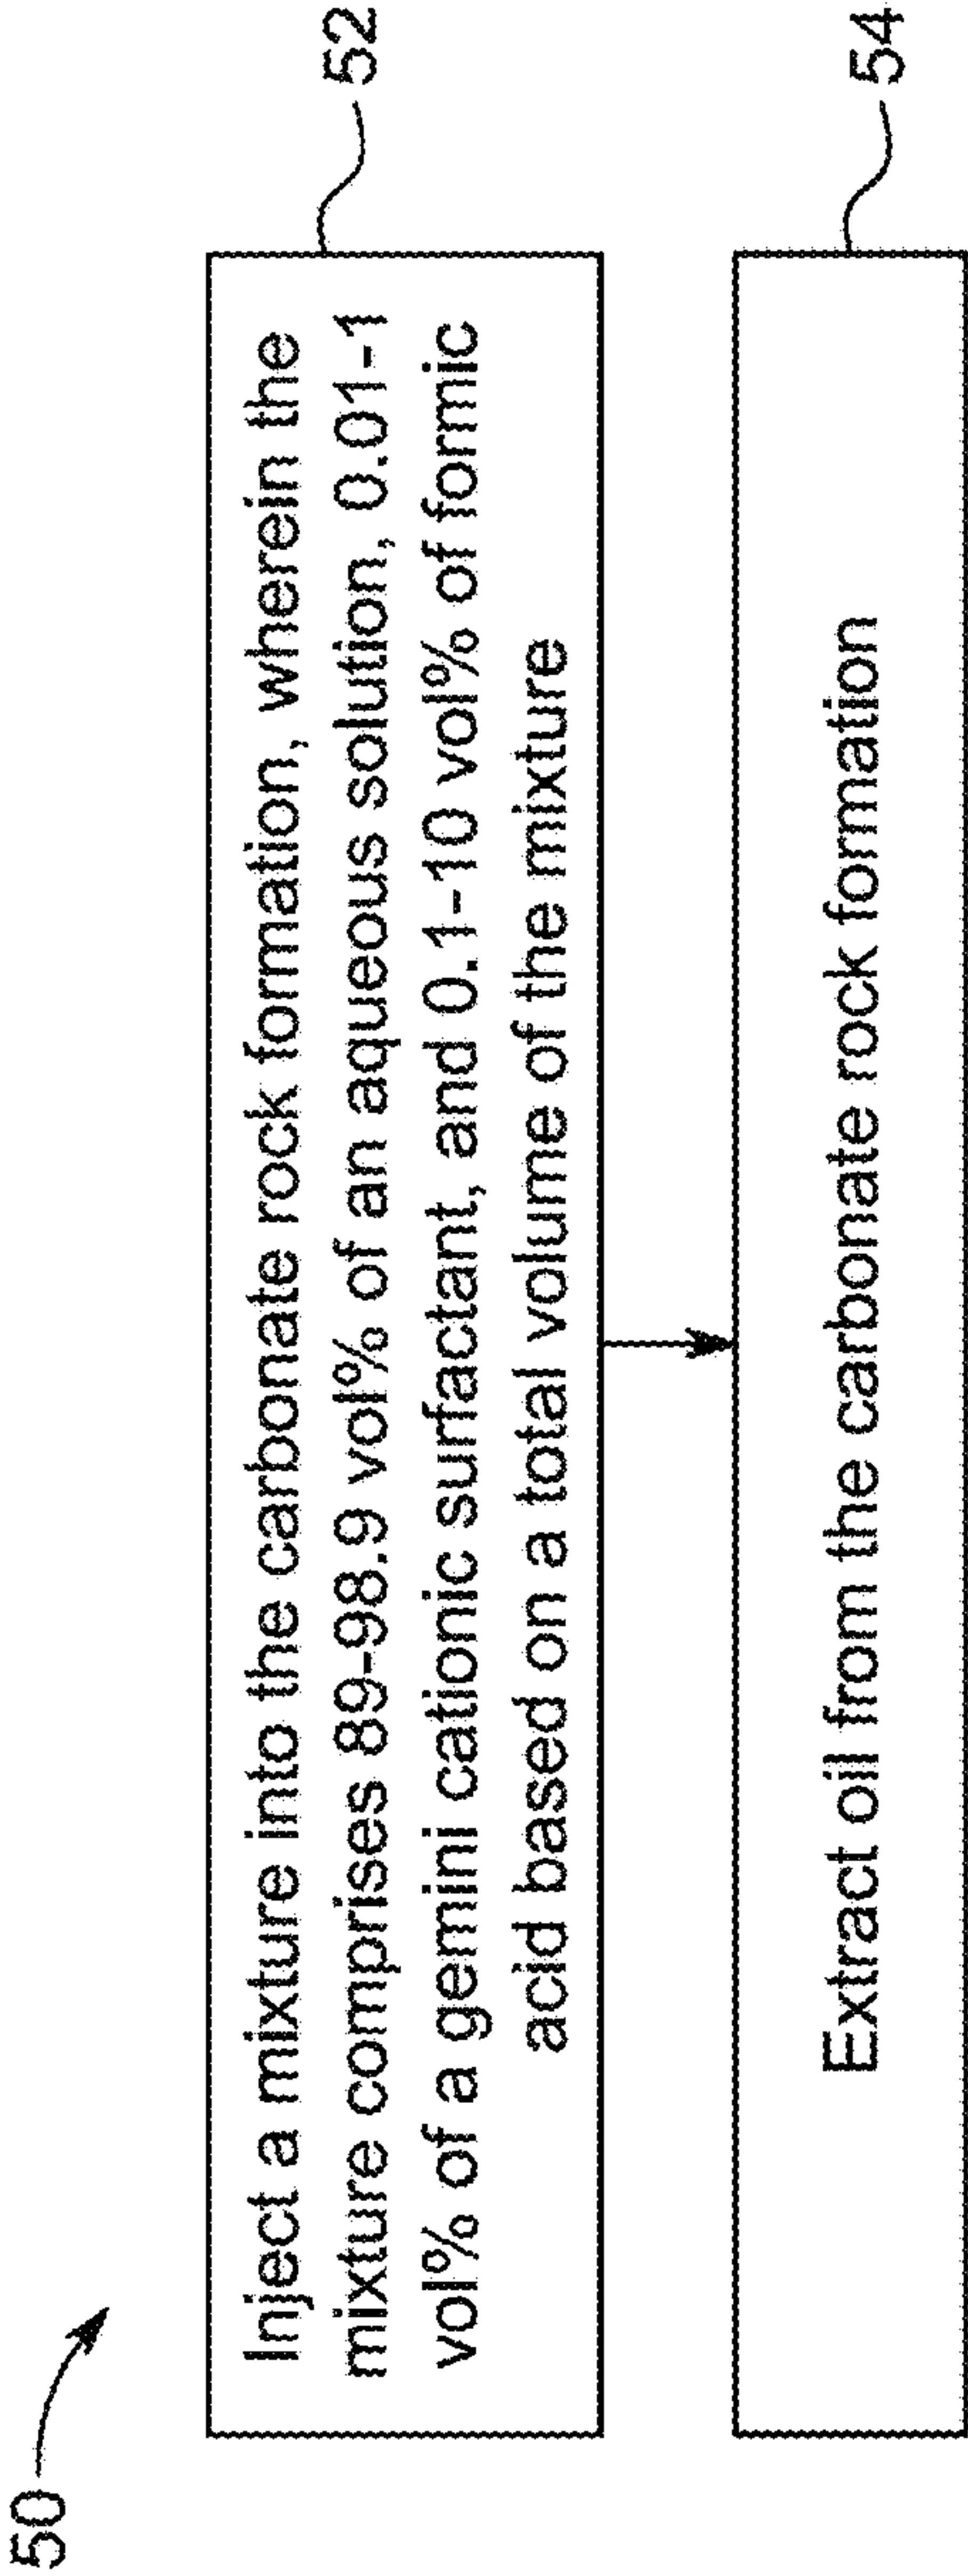 50
Inject a mixture into the carbonate rock formation, wherein the
mixture comprises 89-98.9 vol% of an aqueous solution, 0.01-1
vol% of a gemini cationic surfactant, and 0.1-10 vol% of formic
acid based on a total volume of the mixture
52
Extract oil from the carbonate rock formation
54